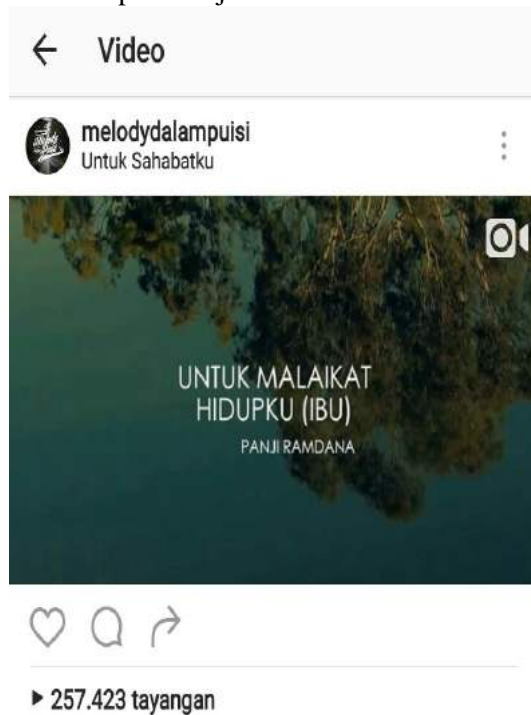 ← Video
melodydalampuisi
Untuk Sahabatku
UNTUK MALAIKAT
HIDUPKU (IBU)
PANJI RAMDANA
▶ 257.423 tayangan